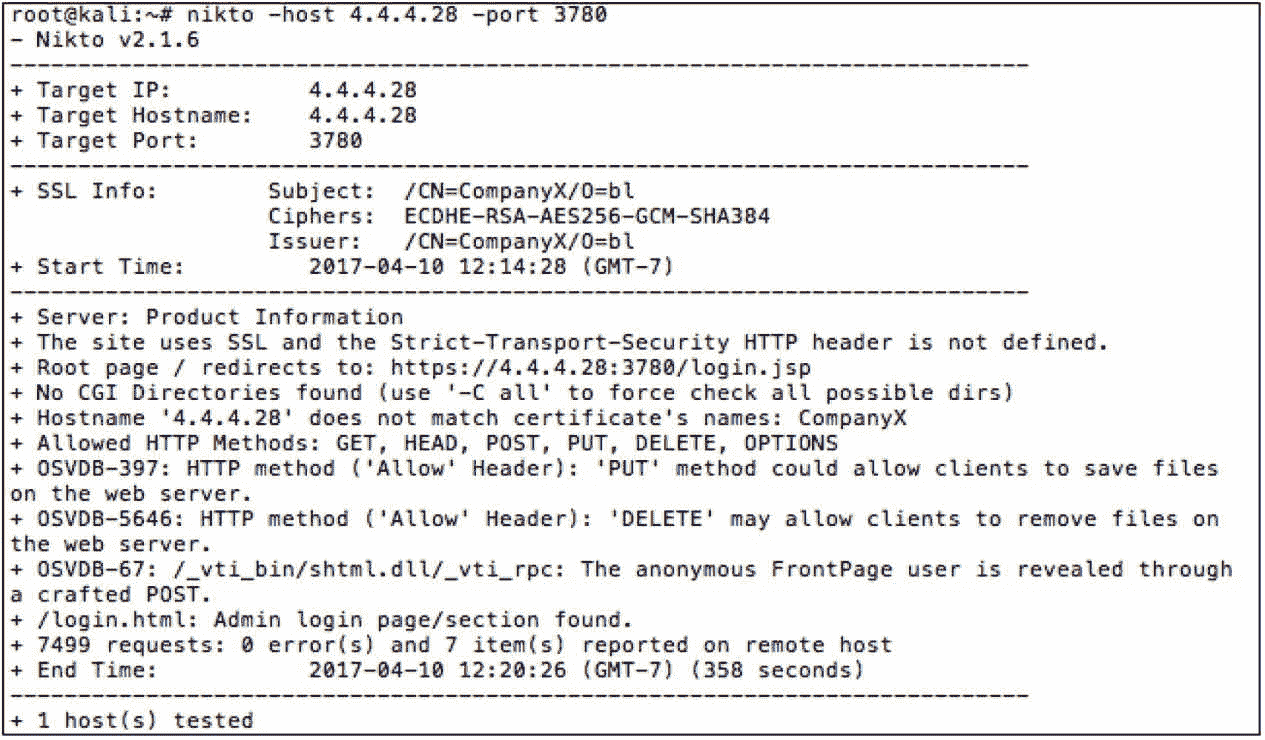 root@kali:~# nikto -host 4.4.4.28 -port 3780
- Nikto v2.1.6
---------------------------------------------------------------------------
+ Target IP:          4.4.4.28
+ Target Hostname:    4.4.4.28
+ Target Port:        3780
---------------------------------------------------------------------------
+ SSL Info:        Subject:  /CN=CompanyX/O=bl
                   Ciphers:  ECDHE-RSA-AES256-GCM-SHA384
                   Issuer:   /CN=CompanyX/O=bl
+ Start Time:         2017-04-10 12:14:28 (GMT-7)
---------------------------------------------------------------------------
+ Server: Product Information
+ The site uses SSL and the Strict-Transport-Security HTTP header is not defined.
+ Root page / redirects to: https://4.4.4.28:3780/login.jsp
+ No CGI Directories found (use '-C all' to force check all possible dirs)
+ Hostname '4.4.4.28' does not match certificate's names: CompanyX
+ Allowed HTTP Methods: GET, HEAD, POST, PUT, DELETE, OPTIONS
+ OSVDB-397: HTTP method ('Allow' Header): 'PUT' method could allow clients to save files
on the web server.
+ OSVDB-5646: HTTP method ('Allow' Header): 'DELETE' may allow clients to remove files on
the web server.
+ OSVDB-67: /_vti_bin/shtml.dll/_vti_rpc: The anonymous FrontPage user is revealed through
a crafted POST.
+ /login.html: Admin login page/section found.
+ 7499 requests: 0 error(s) and 7 item(s) reported on remote host
+ End Time:           2017-04-10 12:20:26 (GMT-7) (358 seconds)
---------------------------------------------------------------------------
+ 1 host(s) tested